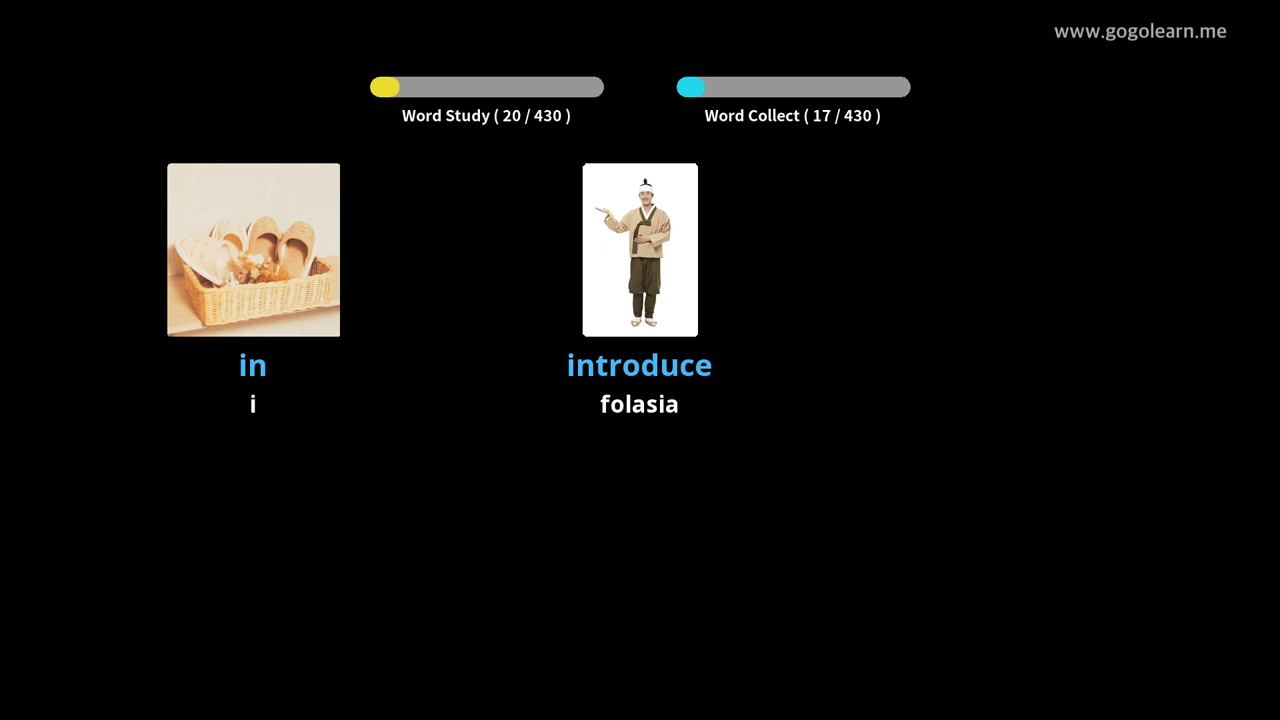 www.gogolearn.me
Word Study ( 20 / 430 )
Word Collect ( 17 / 430 )
in
i
introduce
folasia